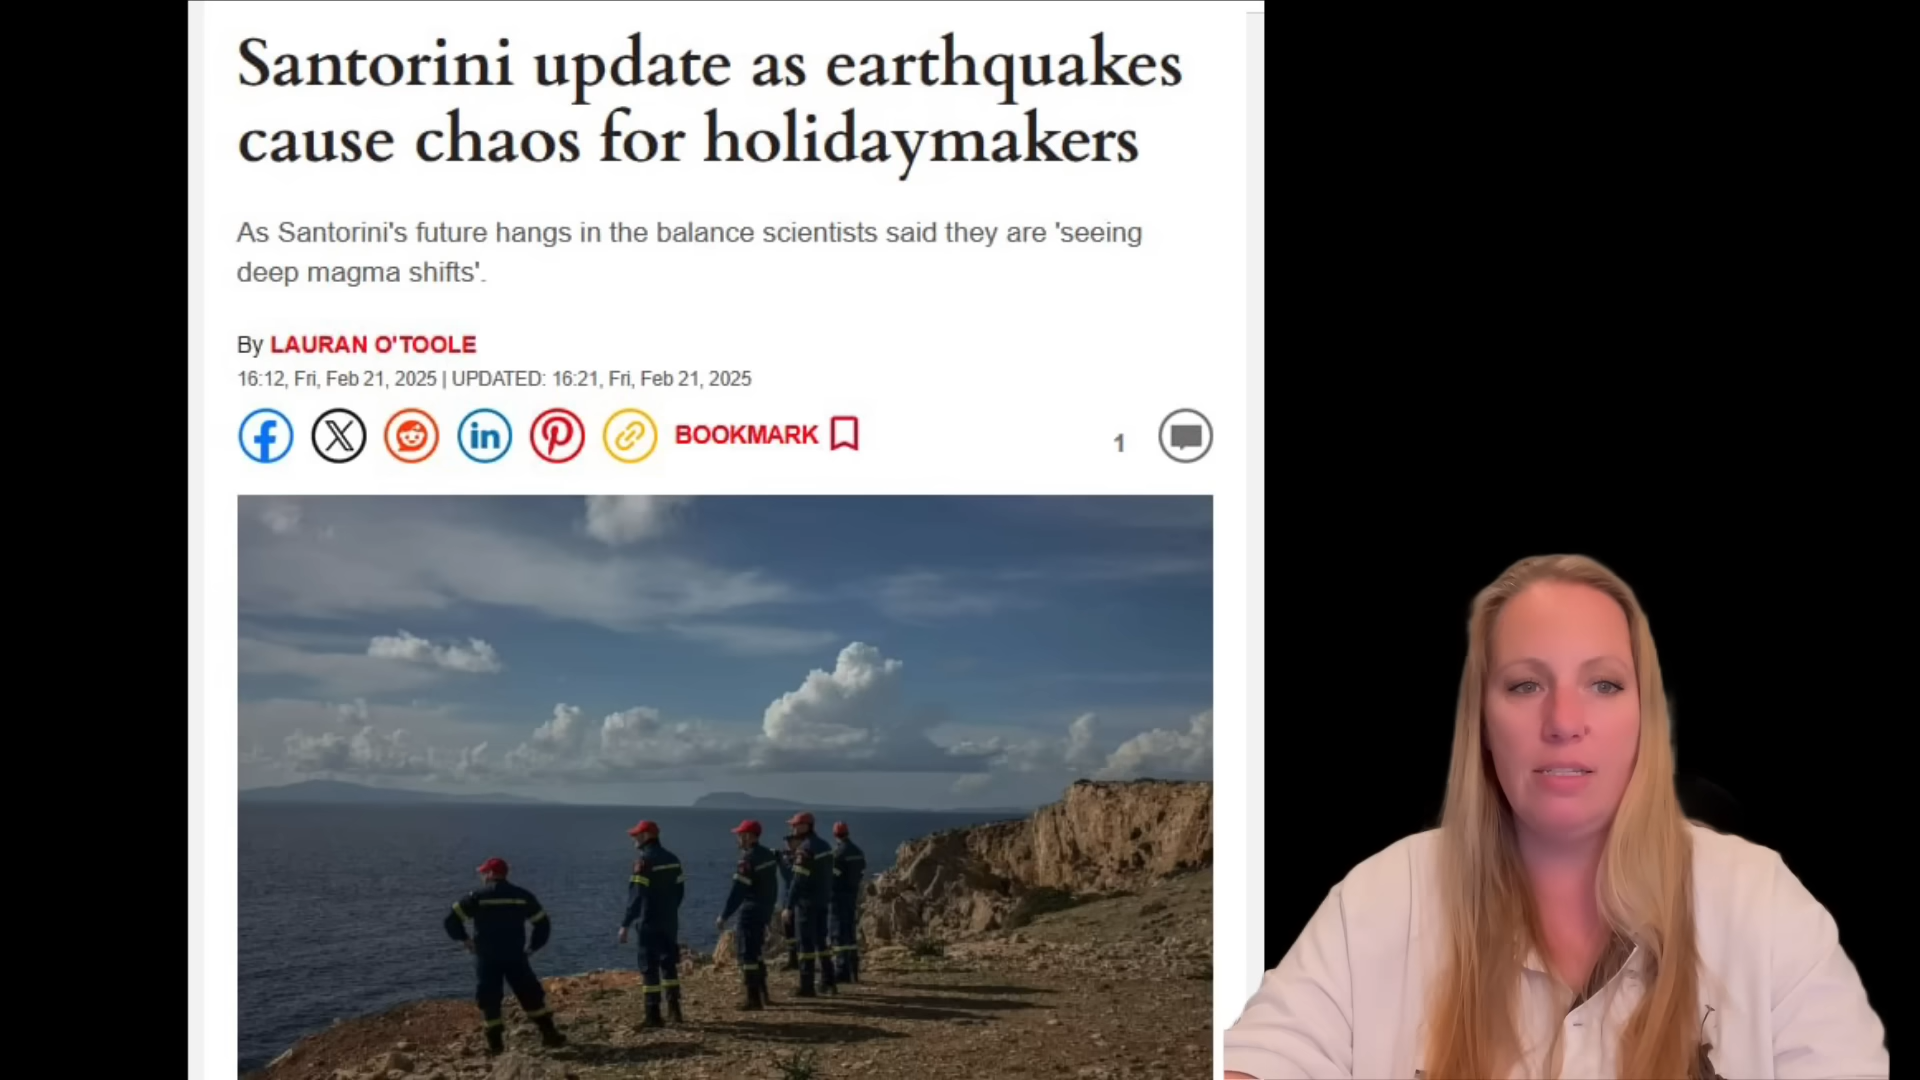 Santorini update as earthquakes
cause chaos for holidaymakers
As Santorini's future hangs in the balance scientists said they are 'seeing
deep magma shifts'.
By LAURAN O'TOOLE
16:12, Fri, Feb 21, 2025 | UPDATED: 16:21, Fri, Feb 21, 2025
BOOKMARK
1